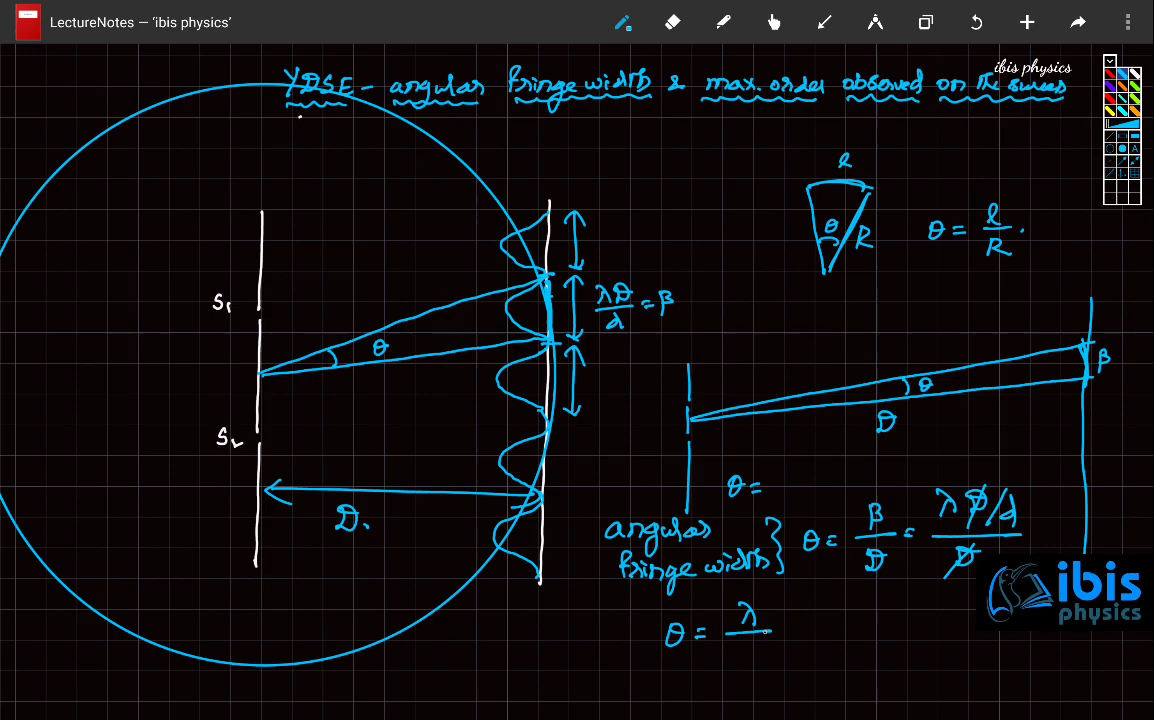 LectureNotes — 'ibis physics'
ibis physics
YDSE - angular fringe width & max. order observed on the screen
l
θ
R
θ = l/R .
S₁
S₂
θ
λD/d = β
D.
θ
β
D
θ =
angular fringe width } θ = β/D = λD/d / D
θ = λ
ibis
physics